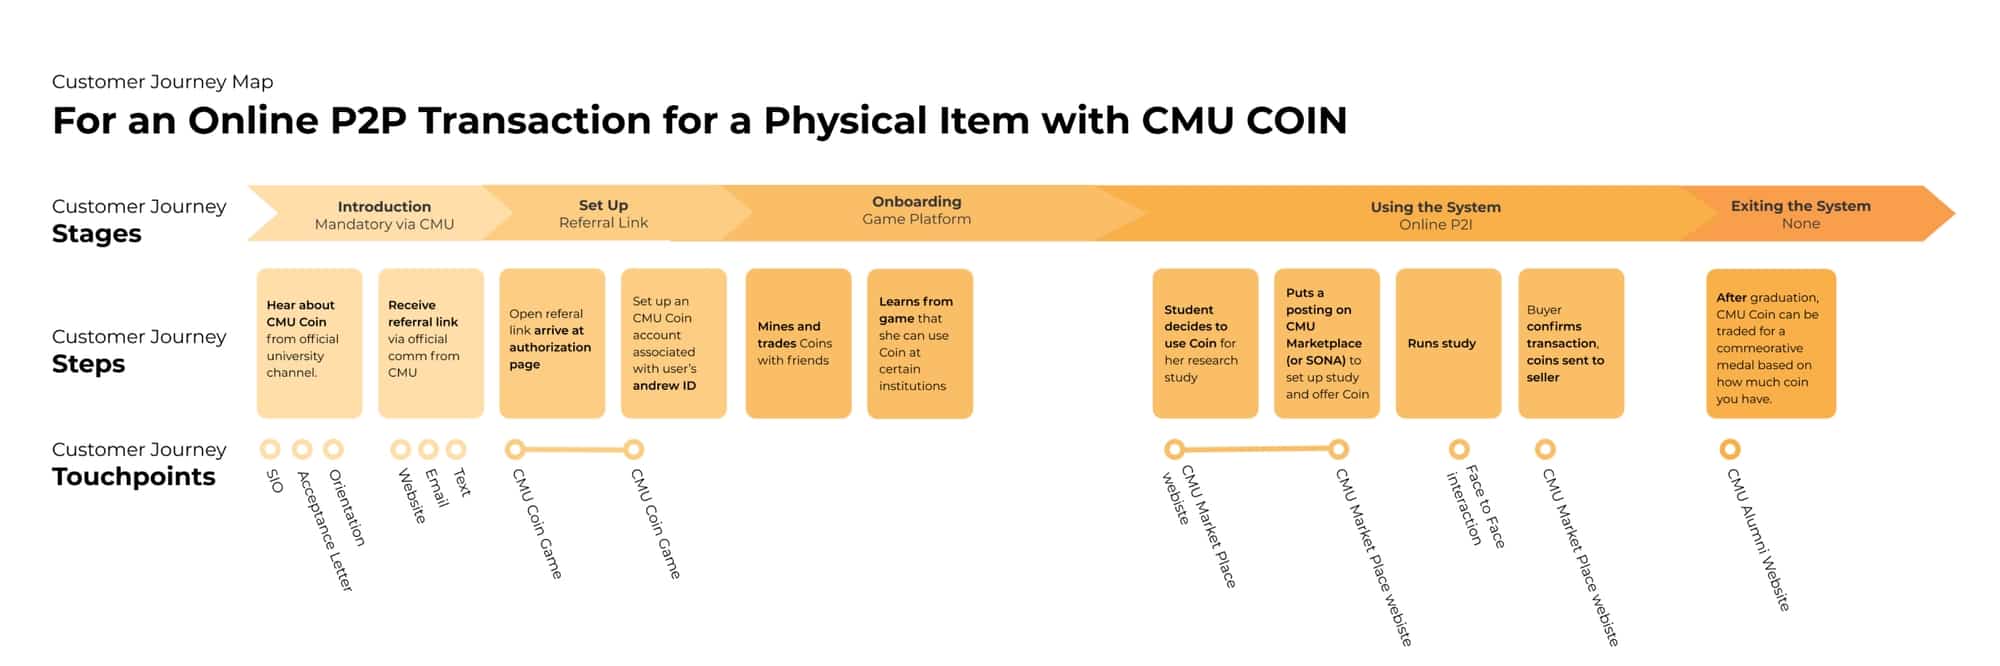 Customer Journey Map
For an Online P2P Transaction for a Physical Item with CMU COIN
Customer Journey
Stages
Introduction
Mandatory via CMU
Set Up
Referral Link
Onboarding
Game Platform
Using the System
Online P2I
Exiting the System
None
Customer Journey
Steps
Hear about
CMU Coin
from official
university
channel.
Receive
referral link
via official
comm from
CMU
Open referal
link arrive at
authorization
page
Set up an
CMU Coin
account
associated
with user's
andrew ID
Mines and
trades Coins
with friends
Learns from
game that
she can use
Coin at
certain
institutions
Student
decides to
use Coin for
her research
study
Puts a
posting on
CMU
Marketplace
(or SONA) to
set up study
and offer Coin
Runs study
Buyer
confirms
transaction,
coins sent to
seller
After graduation,
CMU Coin can be
traded for a
commeorative
medal based on
how much coin
you have.
Customer Journey
Touchpoints
SIO
Acceptance Letter
Orientation
Website
Email
Text
CMU Coin Game
CMU Coin Game
CMU Market Place
webiste
CMU Market Place webiste
Face to Face
interaction
CMU Market Place webiste
CMU Alumni Website